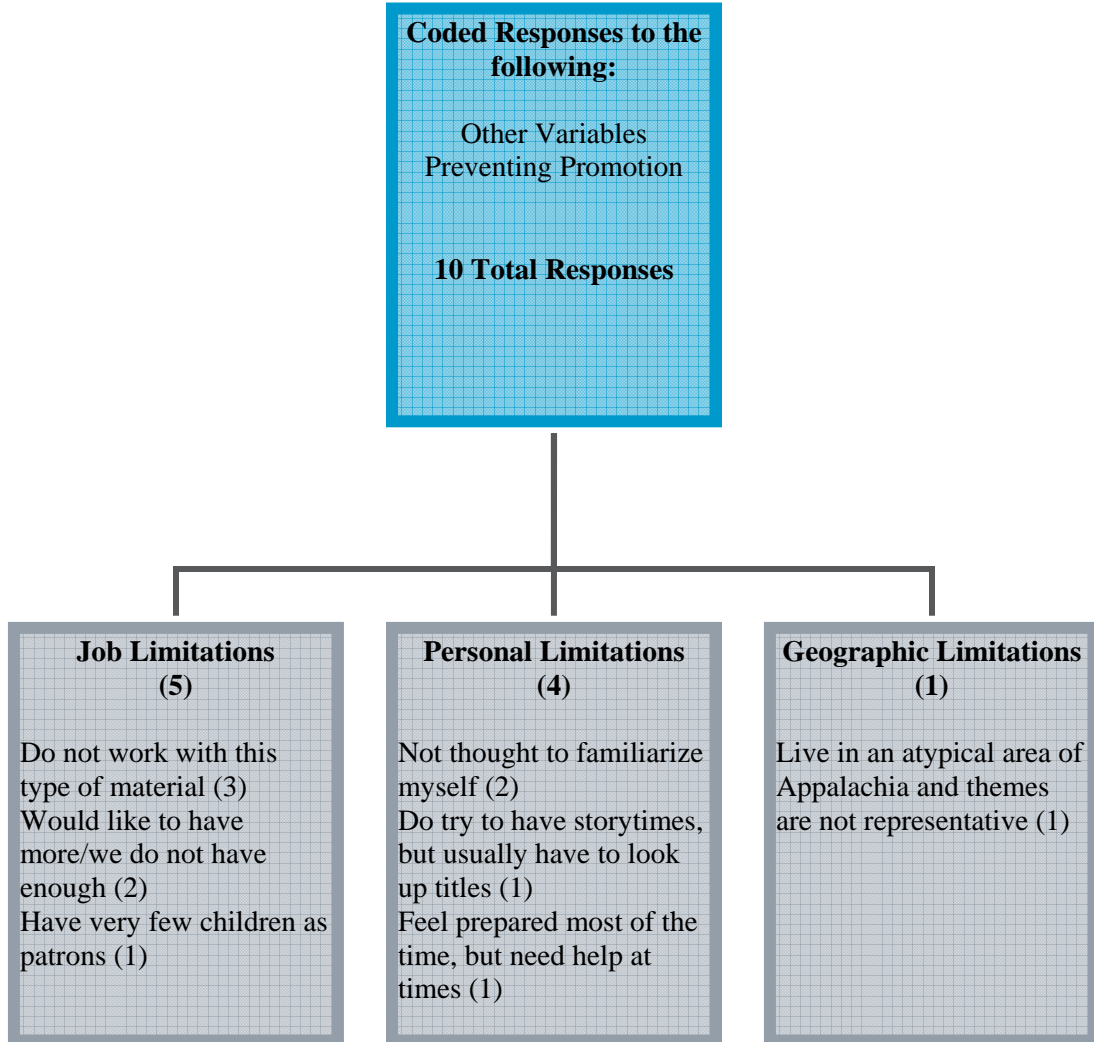 Coded Responses to the
following:
Other Variables
Preventing Promotion
10 Total Responses
Job Limitations
(5)
Do not work with this
type of material (3)
Would like to have
more/we do not have
enough (2)
Have very few children as
patrons (1)
Personal Limitations
(4)
Not thought to familiarize
myself (2)
Do try to have storytimes,
but usually have to look
up titles (1)
Feel prepared most of the
time, but need help at
times (1)
Geographic Limitations
(1)
Live in an atypical area of
Appalachia and themes
are not representative (1)